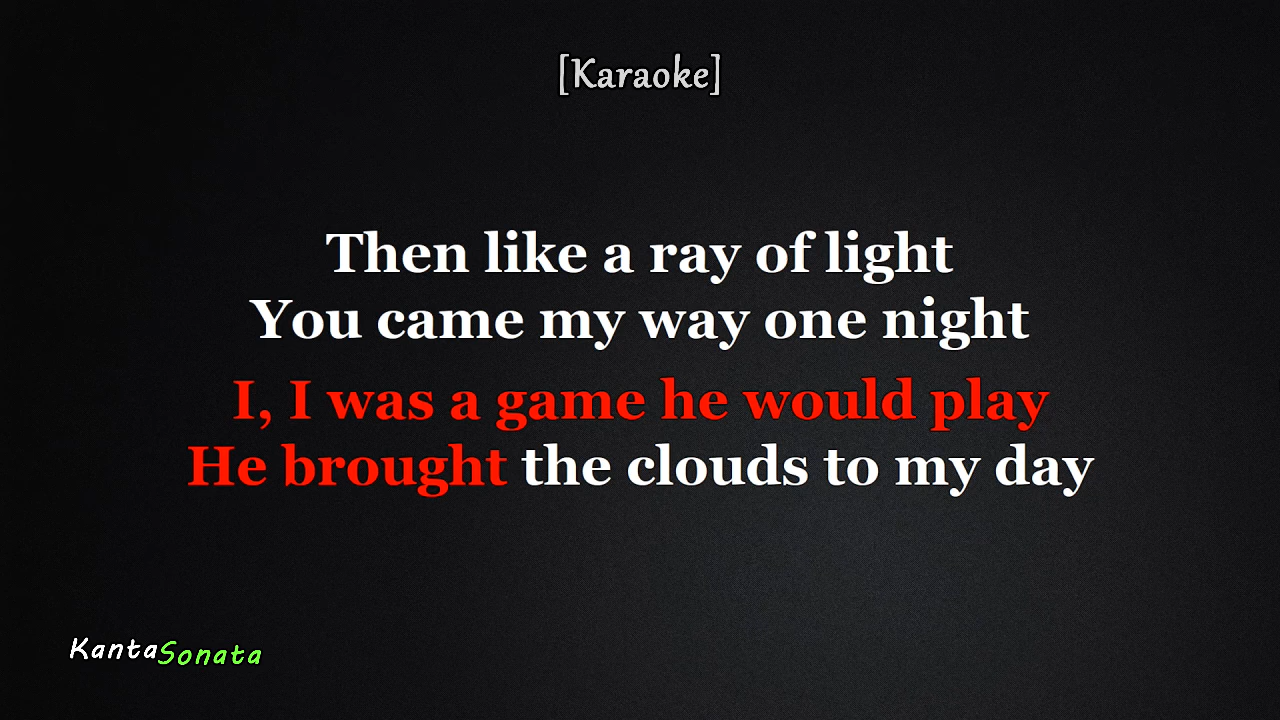 [Karaoke]
Then like a ray of light
You came my way one night
I, I was a game he would play
He brought the clouds to my day
KantaSonata